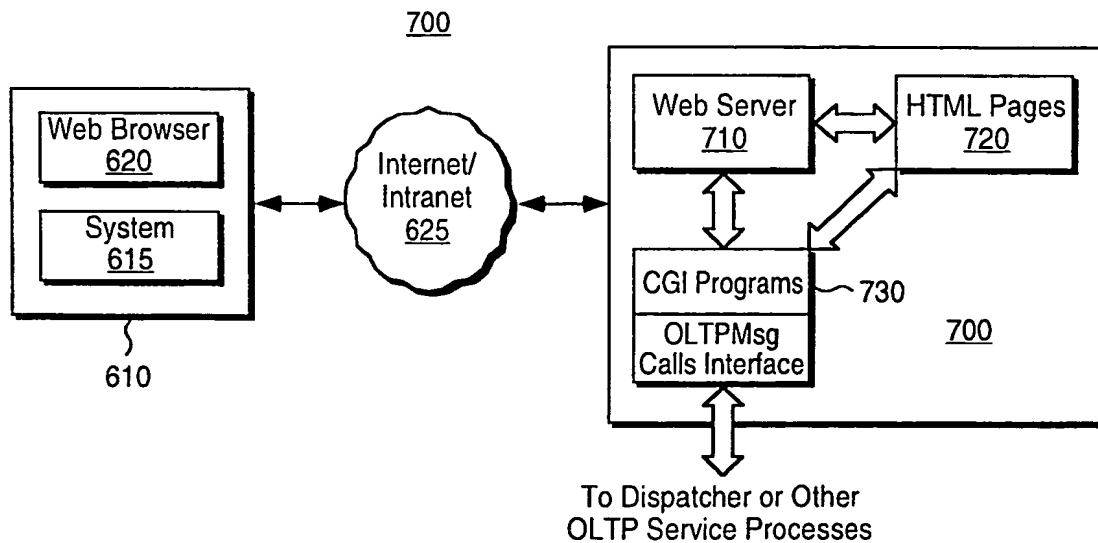 700
Web Browser
620
System
615
610
Internet/
Intranet
625
Web Server
710
HTML Pages
720
CGI Programs
730
OLTPMsg
Calls Interface
700
To Dispatcher or Other
OLTP Service Processes